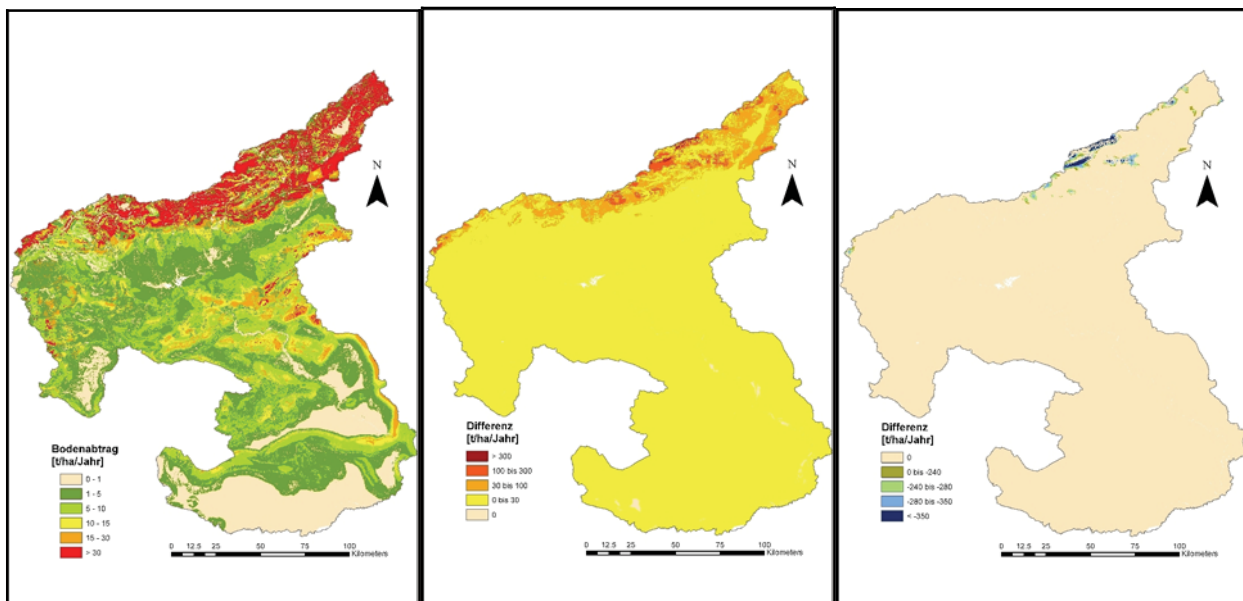 N
Bodenabtrag
[t/ha/Jahr]
0 - 1
1 - 5
5 - 10
10 - 15
15 - 30
> 30
0 12.5 25 50 75 100
Kilometers
N
Differenz
[t/ha/Jahr]
> 300
100 bis 300
30 bis 100
0 bis 30
0
0 12.5 25 50 75 100
Kilometers
N
Differenz
[t/ha/Jahr]
0
0 bis -240
-240 bis -280
-280 bis -350
< -350
0 12.5 25 50 75 100
Kilometers